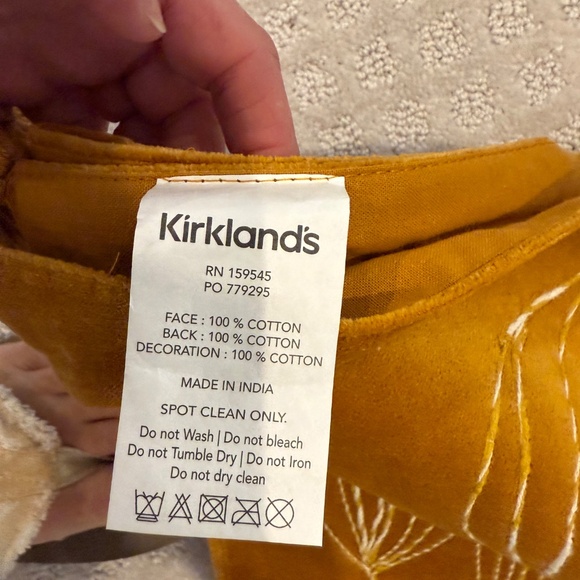 Kirkland's
RN 159545
PO 779295
FACE : 100 % COTTON
BACK : 100 % COTTON
DECORATION : 100 % COTTON
MADE IN INDIA
SPOT CLEAN ONLY.
Do not Wash | Do not bleach
Do not Tumble Dry | Do not Iron
Do not dry clean